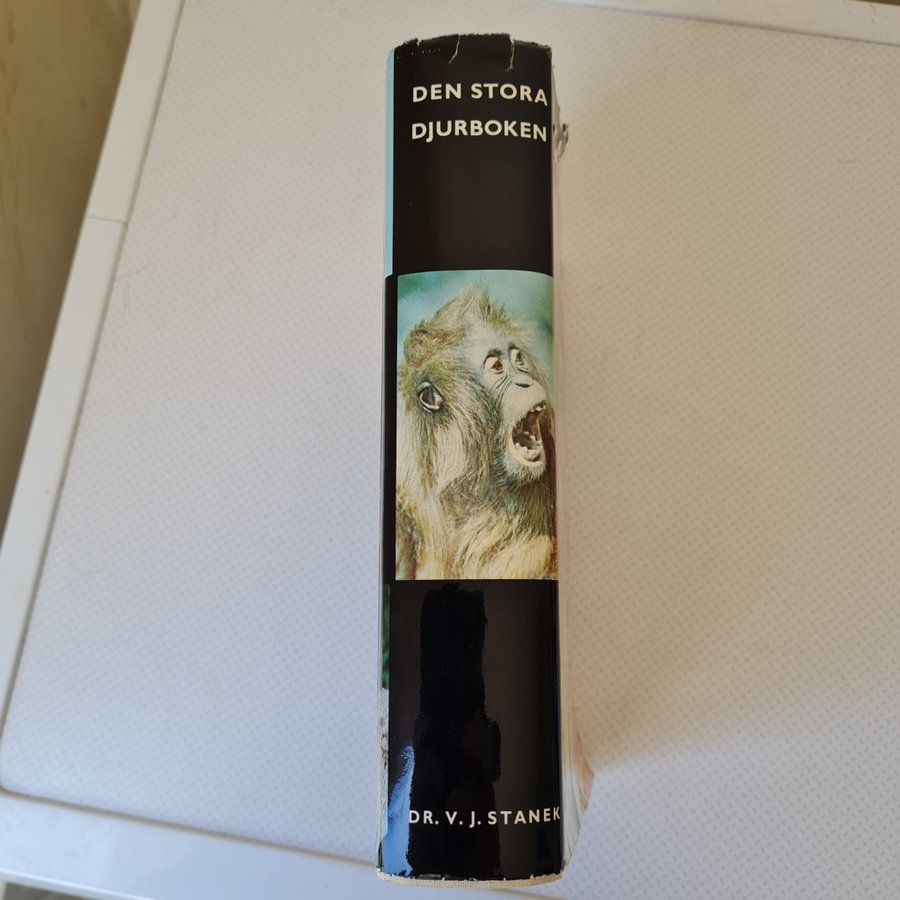 DEN STORA
DJURBOKEN
DR. V. J. STANEK